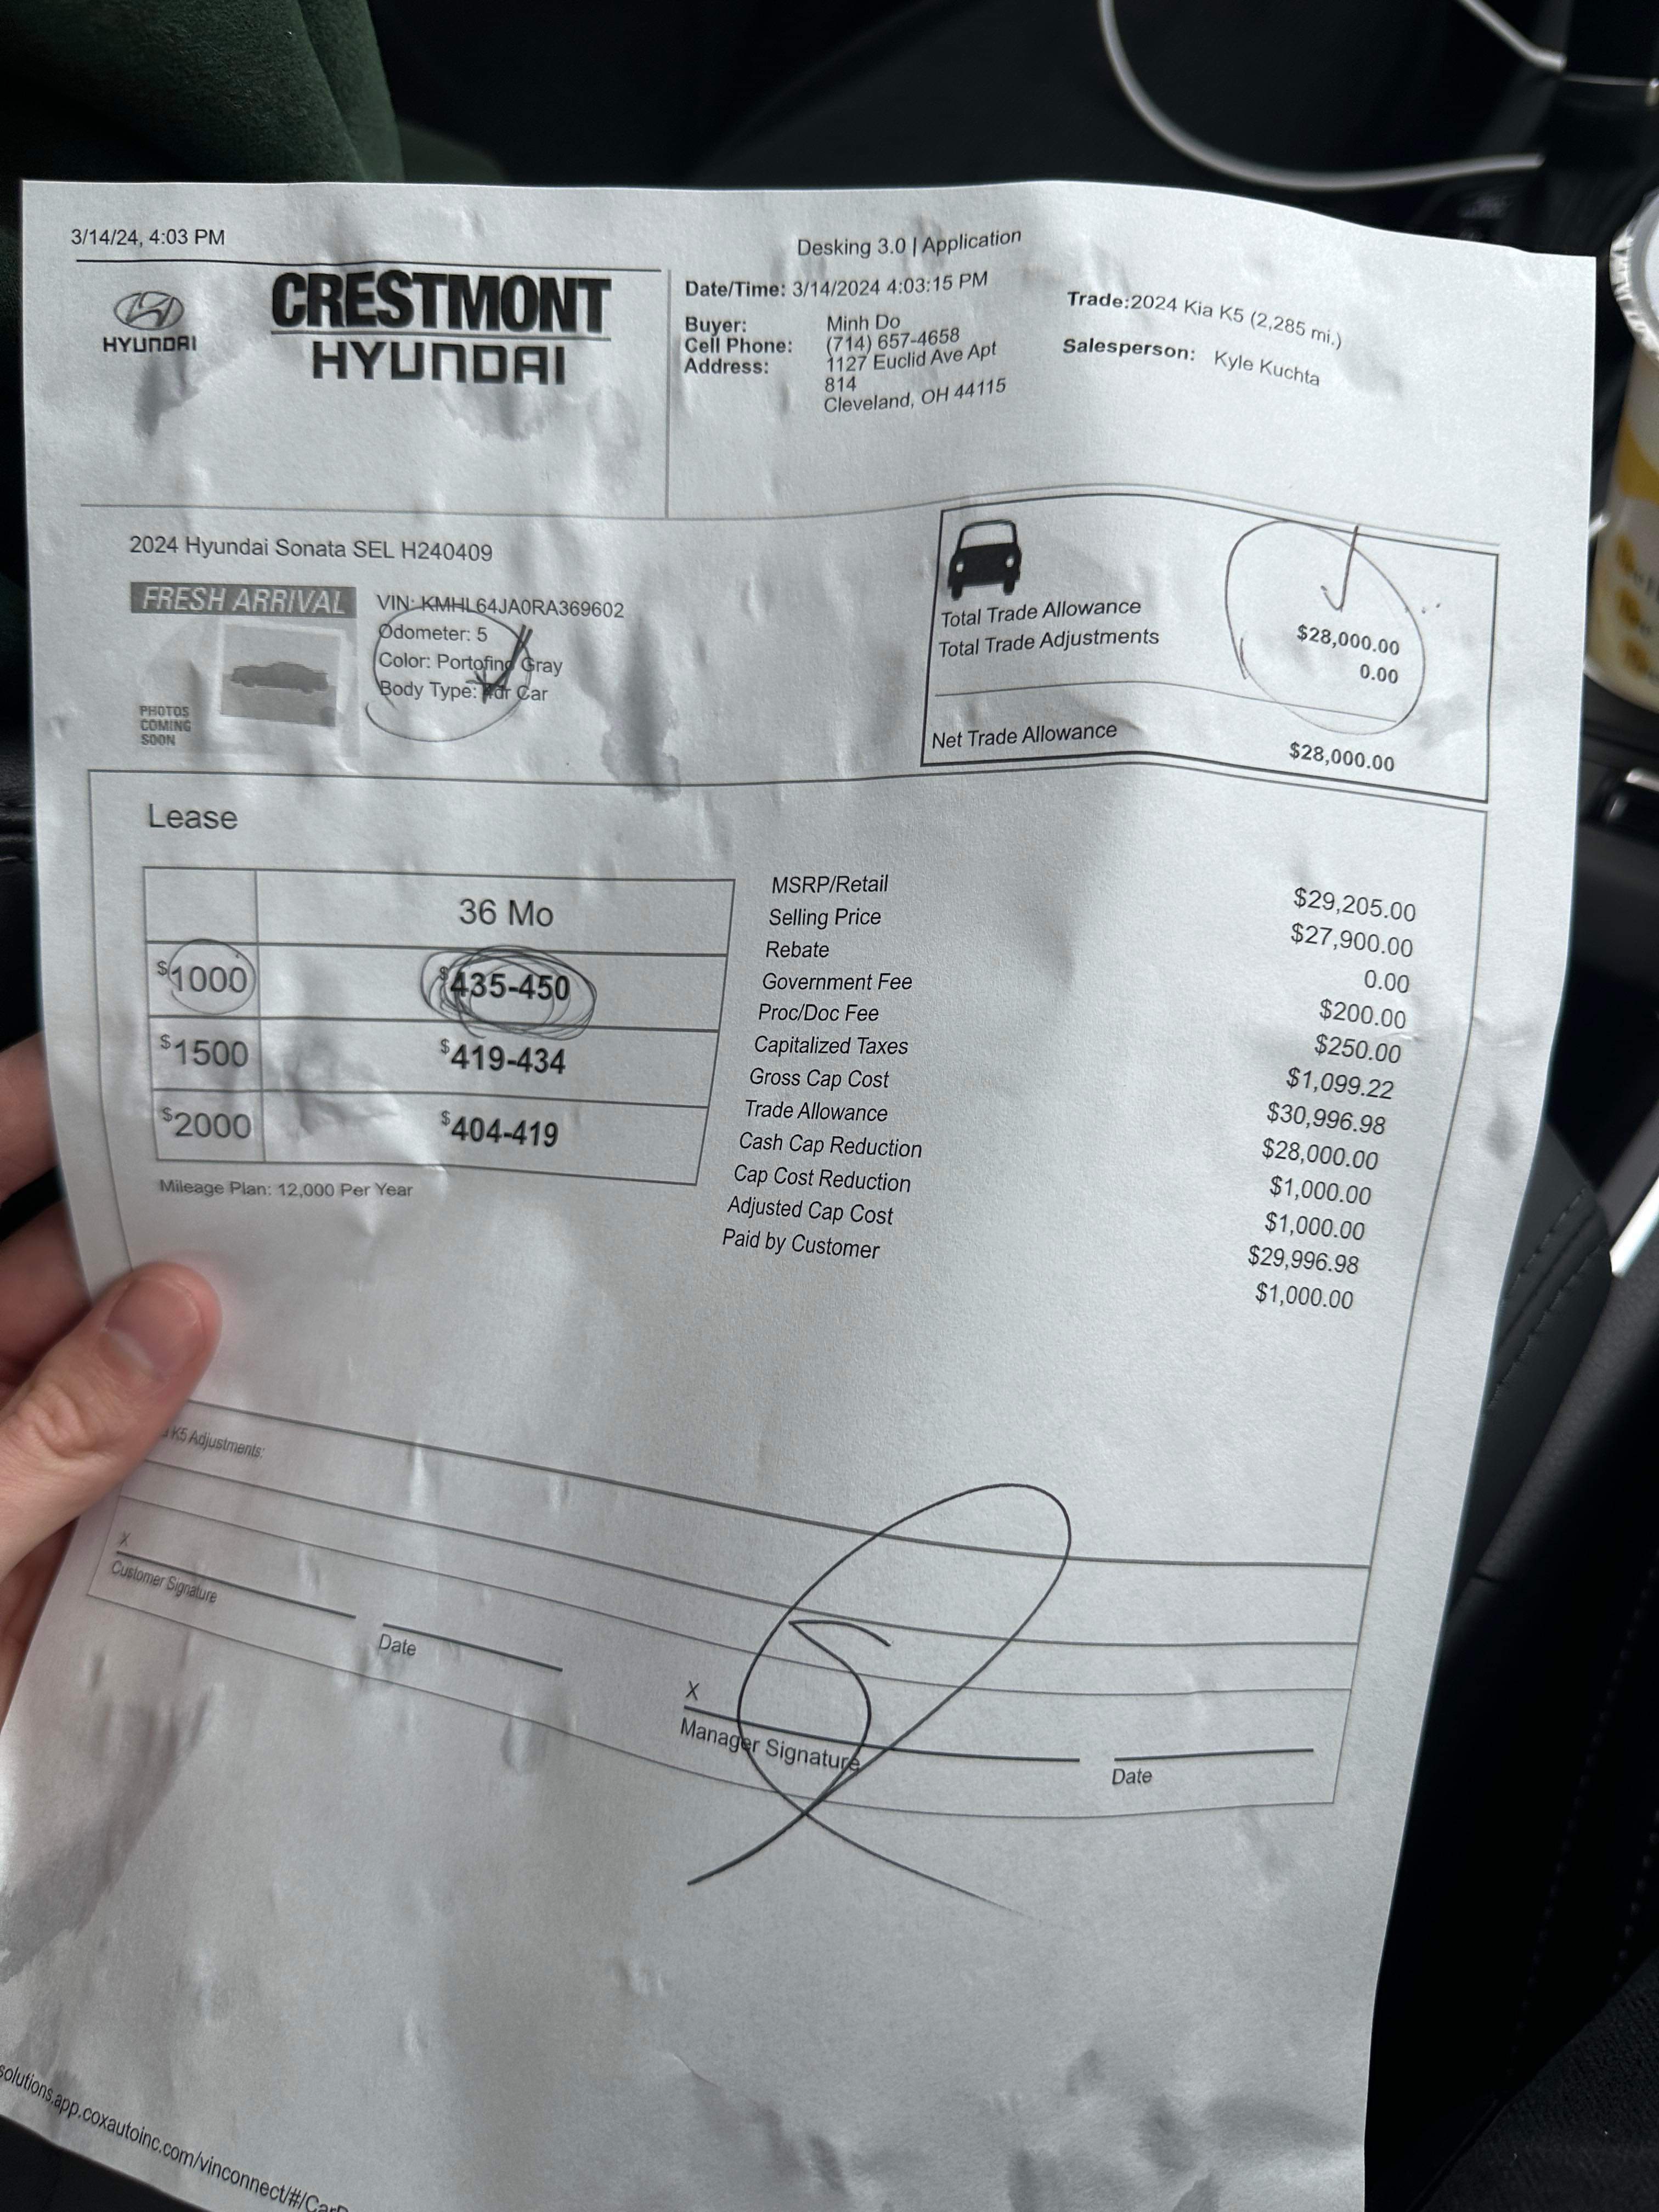 3/14/24, 4:03 PM
Desking 3.0 | Application
HYUNDAI
CRESTMONT
HYUNDAI
Date/Time: 3/14/2024 4:03:15 PM
Buyer: Minh Do
Cell Phone: (714) 657-4658
Address: 1127 Euclid Ave Apt
814
Cleveland, OH 44115
Trade:2024 Kia K5 (2,285 mi.)
Salesperson: Kyle Kuchta
2024 Hyundai Sonata SEL H240409
FRESH ARRIVAL
PHOTOS
COMING
SOON
VIN: KMHL64JA0RA369602
Odometer: 5
Color: Portofino Gray
Body Type: 4dr Car
Total Trade Allowance $28,000.00
Total Trade Adjustments 0.00
Net Trade Allowance $28,000.00
Lease
36 Mo
$1000 $435-450
$1500 $419-434
$2000 $404-419
Mileage Plan: 12,000 Per Year
MSRP/Retail $29,205.00
Selling Price $27,900.00
Rebate 0.00
Government Fee $200.00
Proc/Doc Fee $250.00
Capitalized Taxes $1,099.22
Gross Cap Cost $30,996.98
Trade Allowance $28,000.00
Cash Cap Reduction $1,000.00
Cap Cost Reduction $1,000.00
Adjusted Cap Cost $29,996.98
Paid by Customer $1,000.00
K5 Adjustments:
X
Customer Signature
Date
X
Manager Signature
Date
solutions.app.coxautoinc.com/vinconnect/#/Car